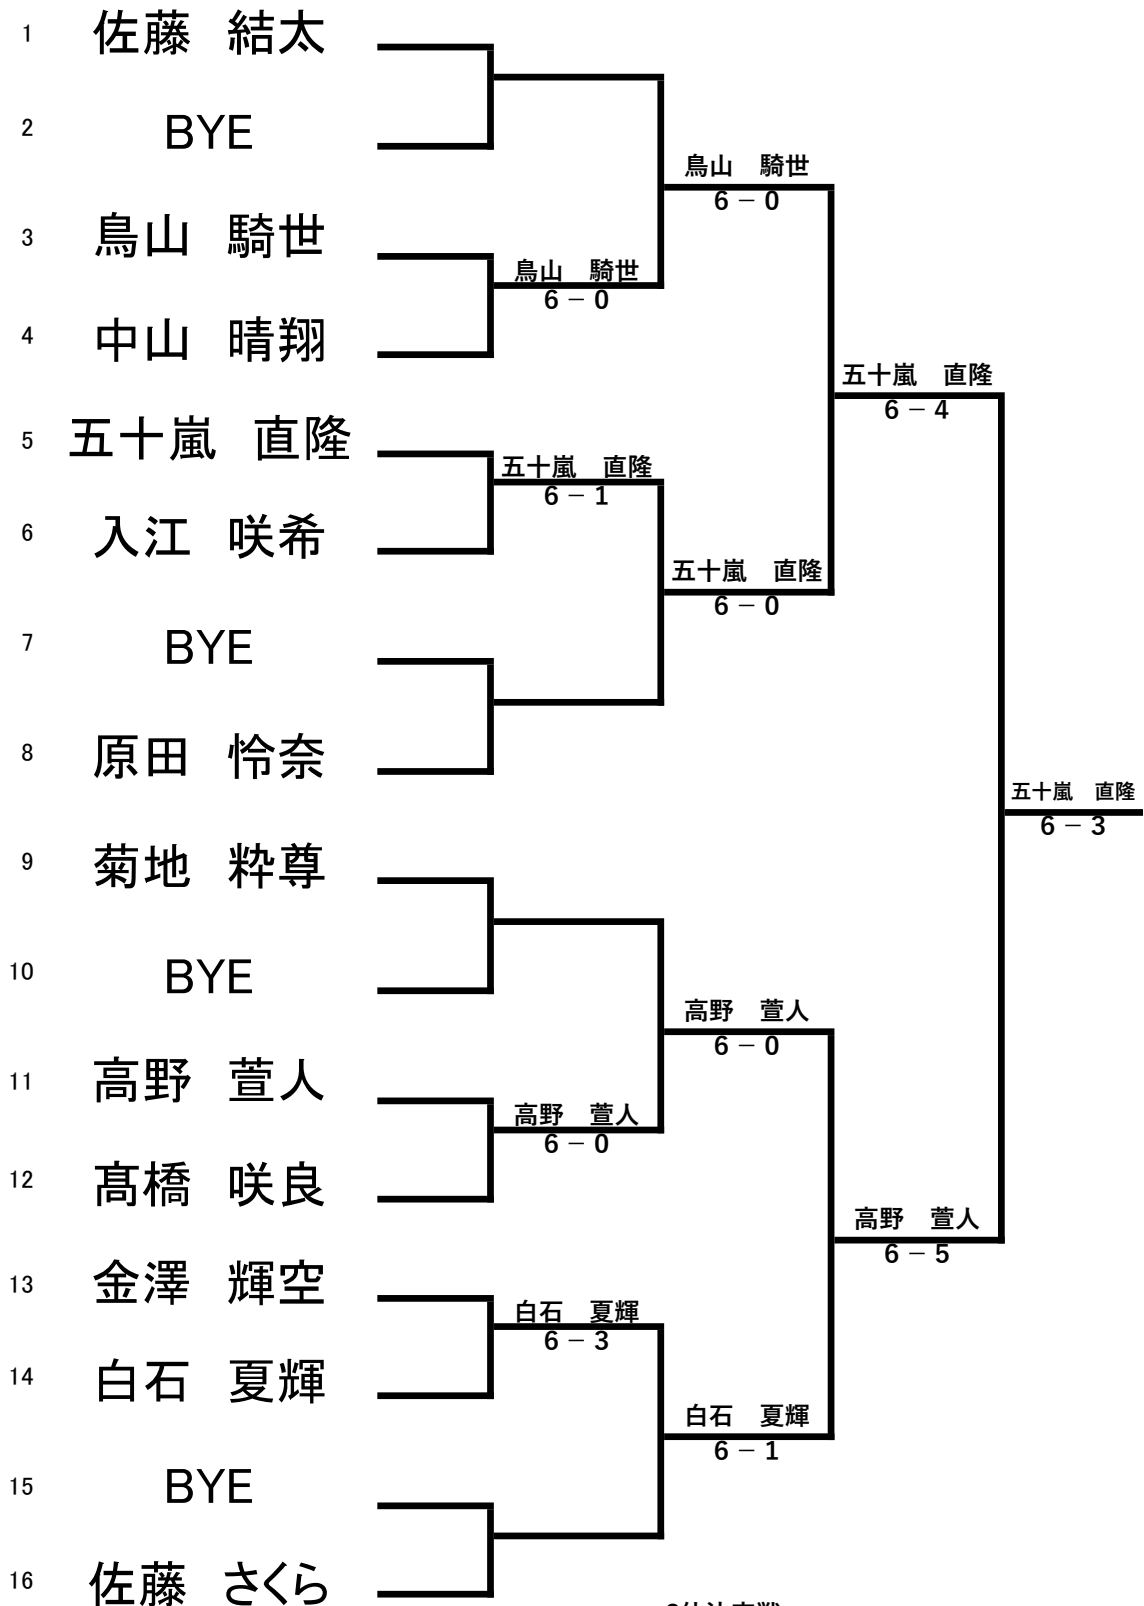 1 佐藤　結太
2 BYE
鳥山　騎世
6 − 0
3 鳥山　騎世
鳥山　騎世
6 − 0
4 中山　晴翔
五十嵐　直隆
6 − 4
5 五十嵐　直隆
五十嵐　直隆
6 − 1
6 入江　咲希
五十嵐　直隆
6 − 0
7 BYE
8 原田　怜奈
五十嵐　直隆
6 − 3
9 菊地　粋尊
10 BYE
高野　萱人
6 − 0
11 高野　萱人
高野　萱人
6 − 0
12 髙橋　咲良
高野　萱人
6 − 5
13 金澤　輝空
白石　夏輝
6 − 3
14 白石　夏輝
白石　夏輝
6 − 1
15 BYE
16 佐藤　さくら